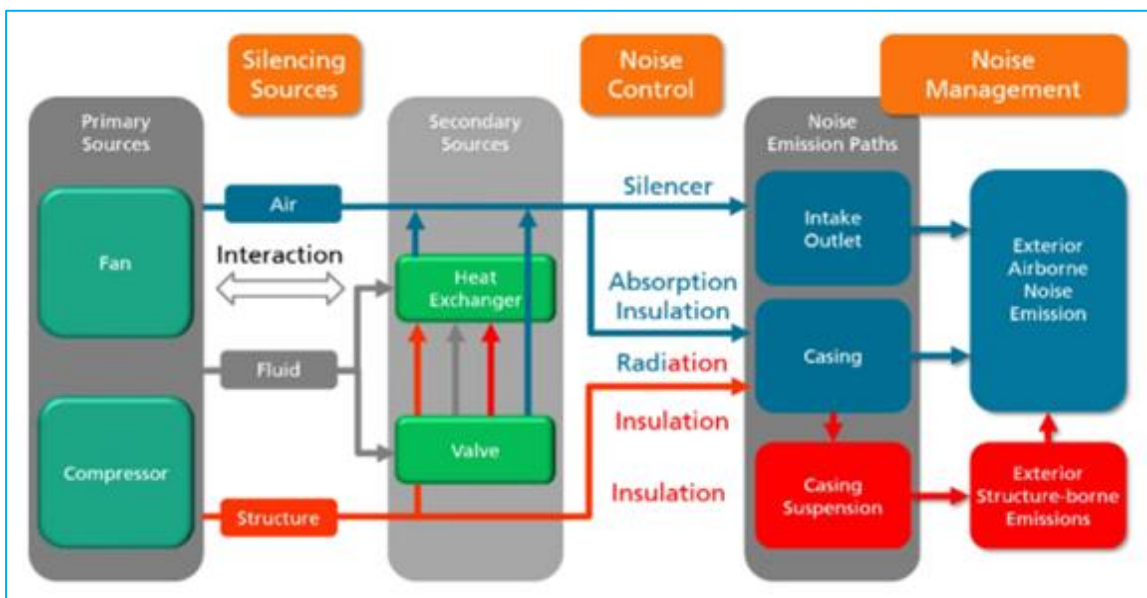 Silencing
Sources
Noise
Control
Noise
Management
Primary
Sources
Secondary
Sources
Noise
Emission Paths
Fan
Compressor
Air
Interaction
Fluid
Structure
Heat
Exchanger
Valve
Silencer
Absorption
Insulation
Radiation
Insulation
Insulation
Intake
Outlet
Casing
Casing
Suspension
Exterior
Airborne
Noise
Emission
Exterior
Structure-borne
Emissions